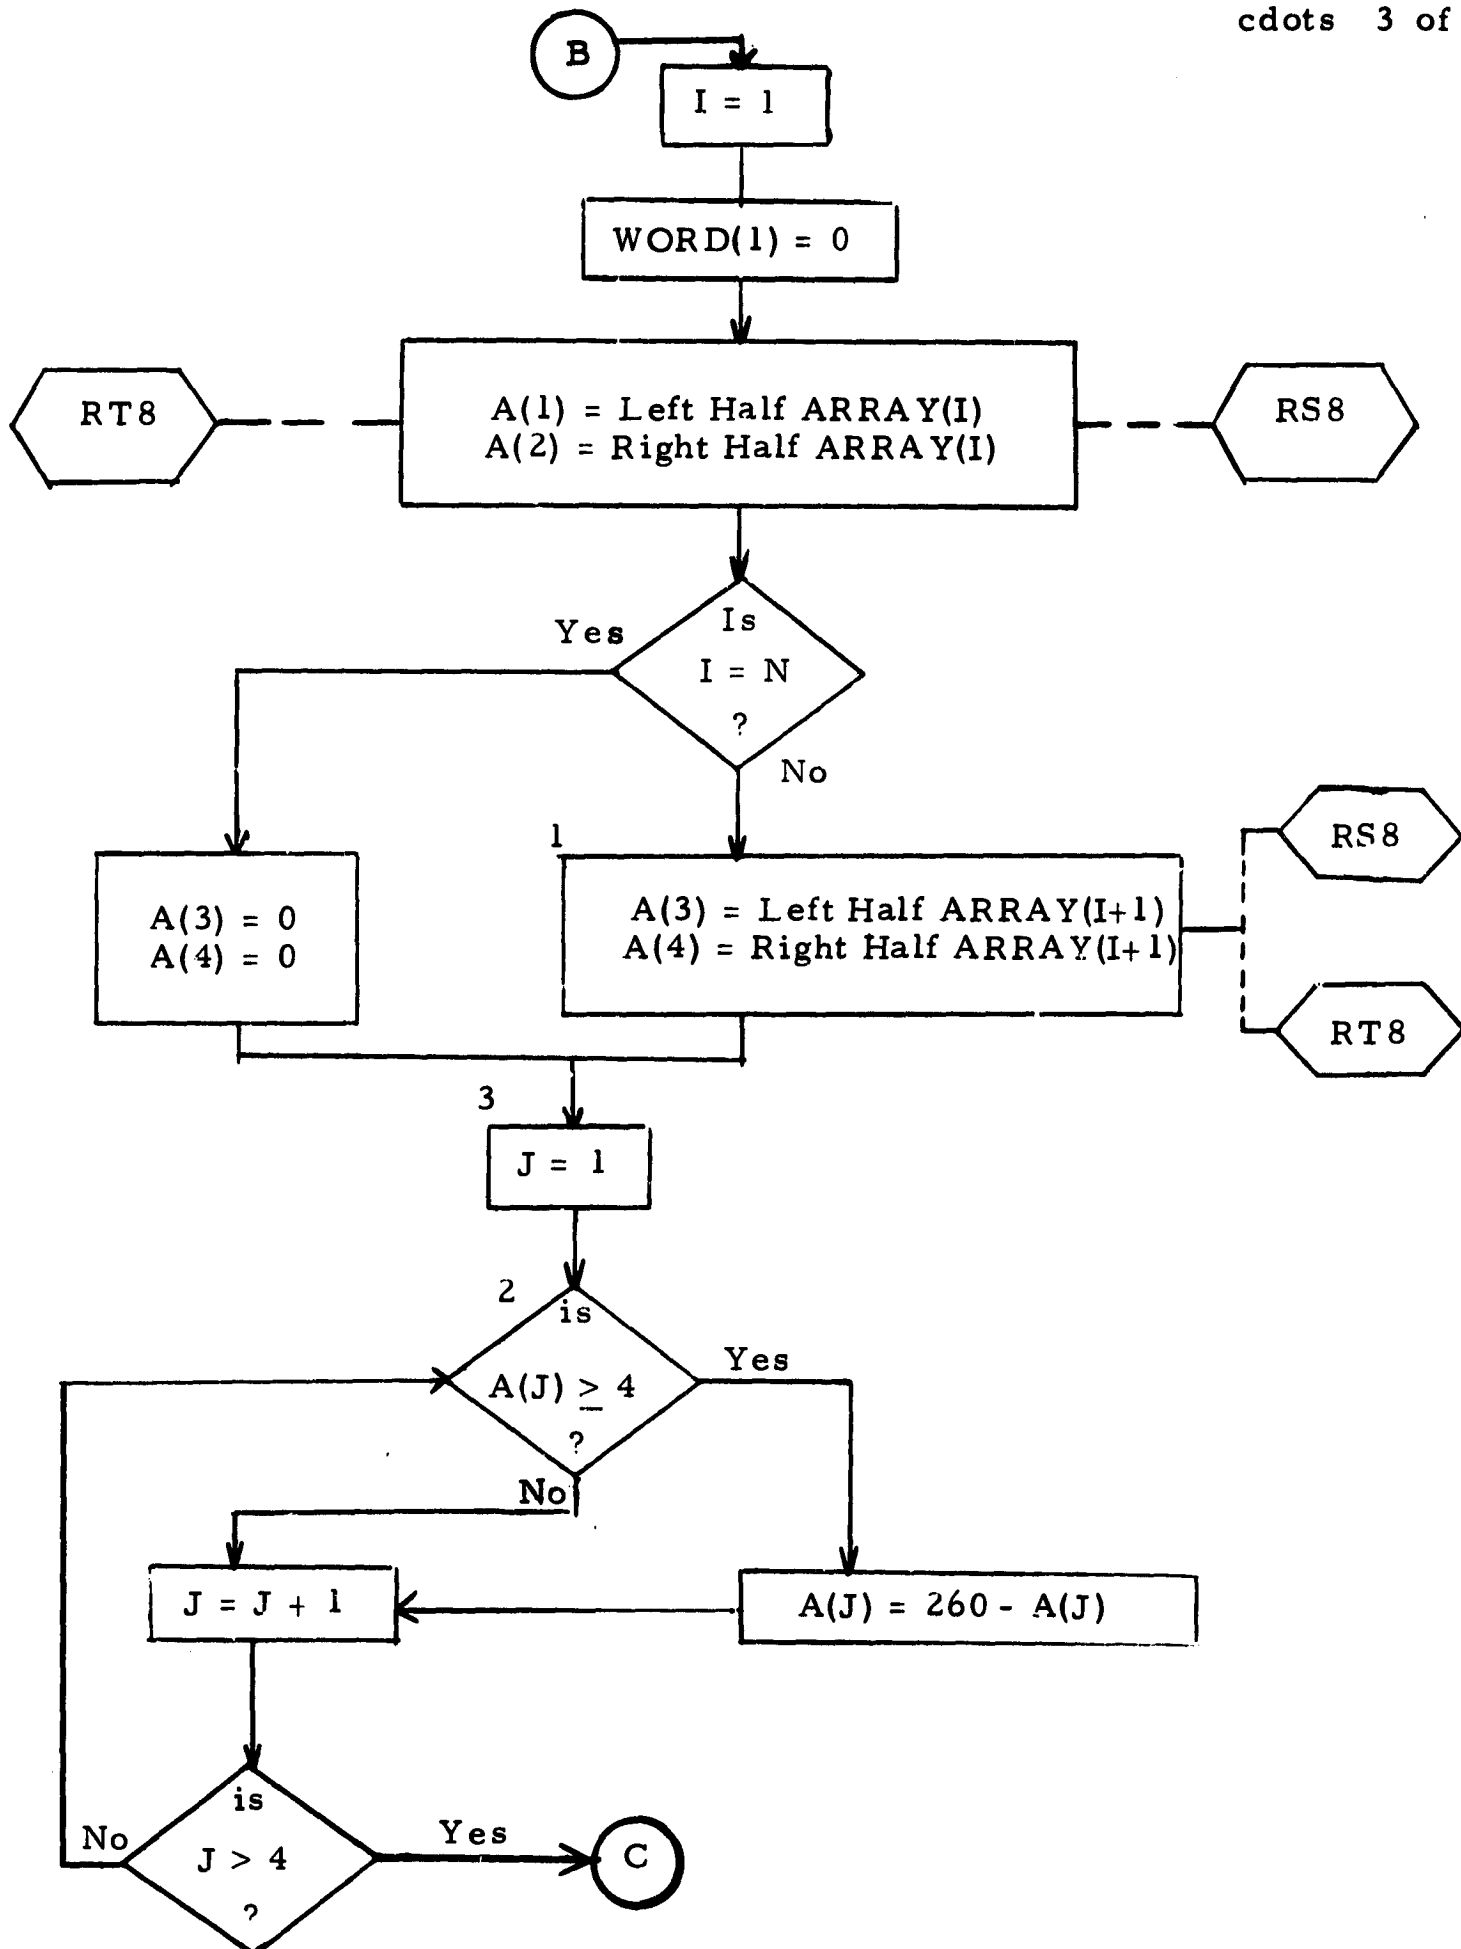 cdots 3 of
B
I = 1
WORD(1) = 0
RT8
A(1) = Left Half ARRAY(I)
A(2) = Right Half ARRAY(I)
RS8
Is
I = N
?
Yes
No
A(3) = 0
A(4) = 0
1
A(3) = Left Half ARRAY(I+1)
A(4) = Right Half ARRAY(I+1)
RS8
RT8
3
J = 1
2
is
A(J) ≥ 4
?
Yes
No
J = J + 1
A(J) = 260 - A(J)
is
J > 4
?
No
Yes
C